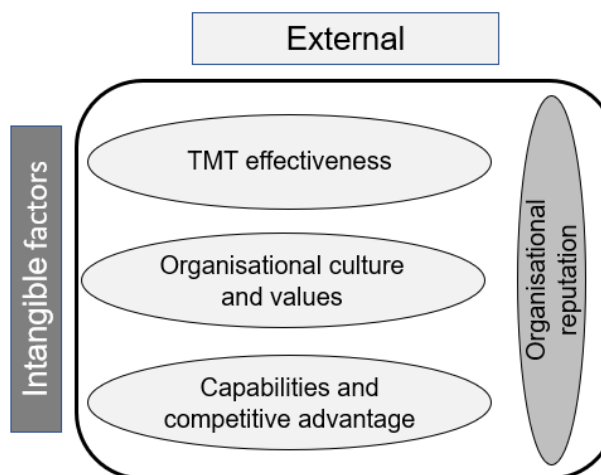 External
Intangible factors
TMT effectiveness
Organisational culture
and values
Capabilities and
competitive advantage
Organisational
reputation